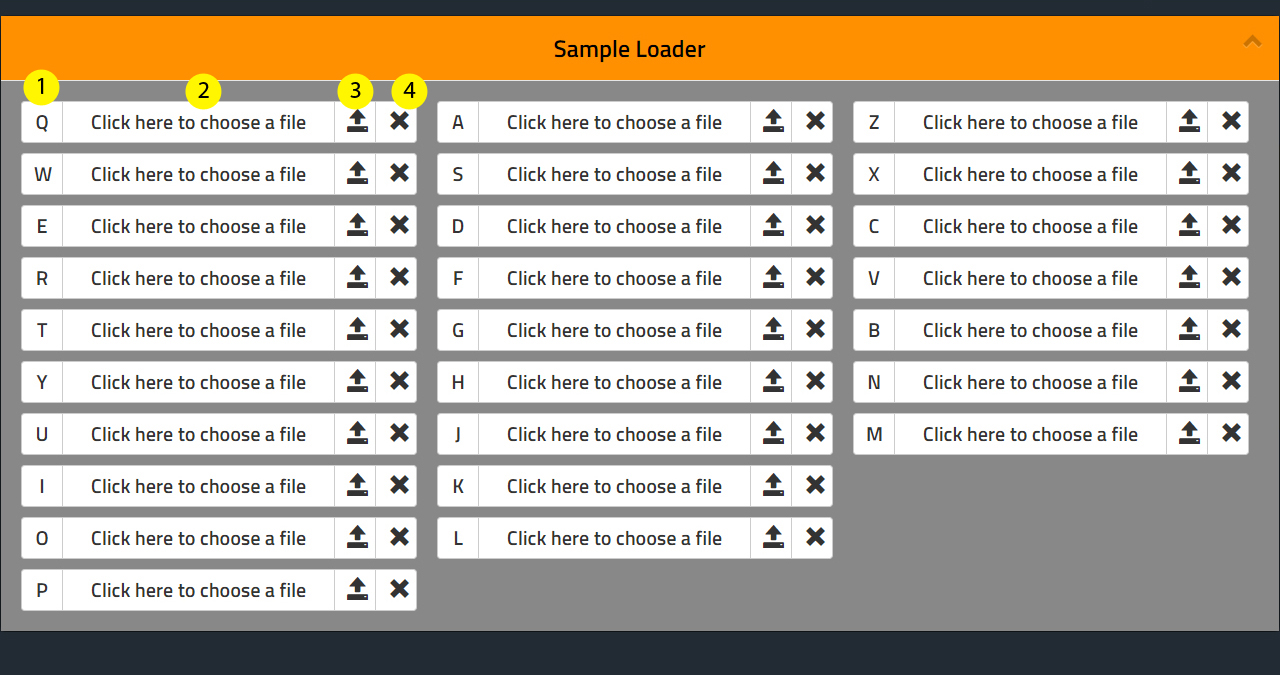 Sample Loader
1 2 3 4
Q Click here to choose a file A Click here to choose a file Z Click here to choose a file
W Click here to choose a file S Click here to choose a file X Click here to choose a file
E Click here to choose a file D Click here to choose a file C Click here to choose a file
R Click here to choose a file F Click here to choose a file V Click here to choose a file
T Click here to choose a file G Click here to choose a file B Click here to choose a file
Y Click here to choose a file H Click here to choose a file N Click here to choose a file
U Click here to choose a file J Click here to choose a file M Click here to choose a file
I Click here to choose a file K Click here to choose a file
O Click here to choose a file L Click here to choose a file
P Click here to choose a file